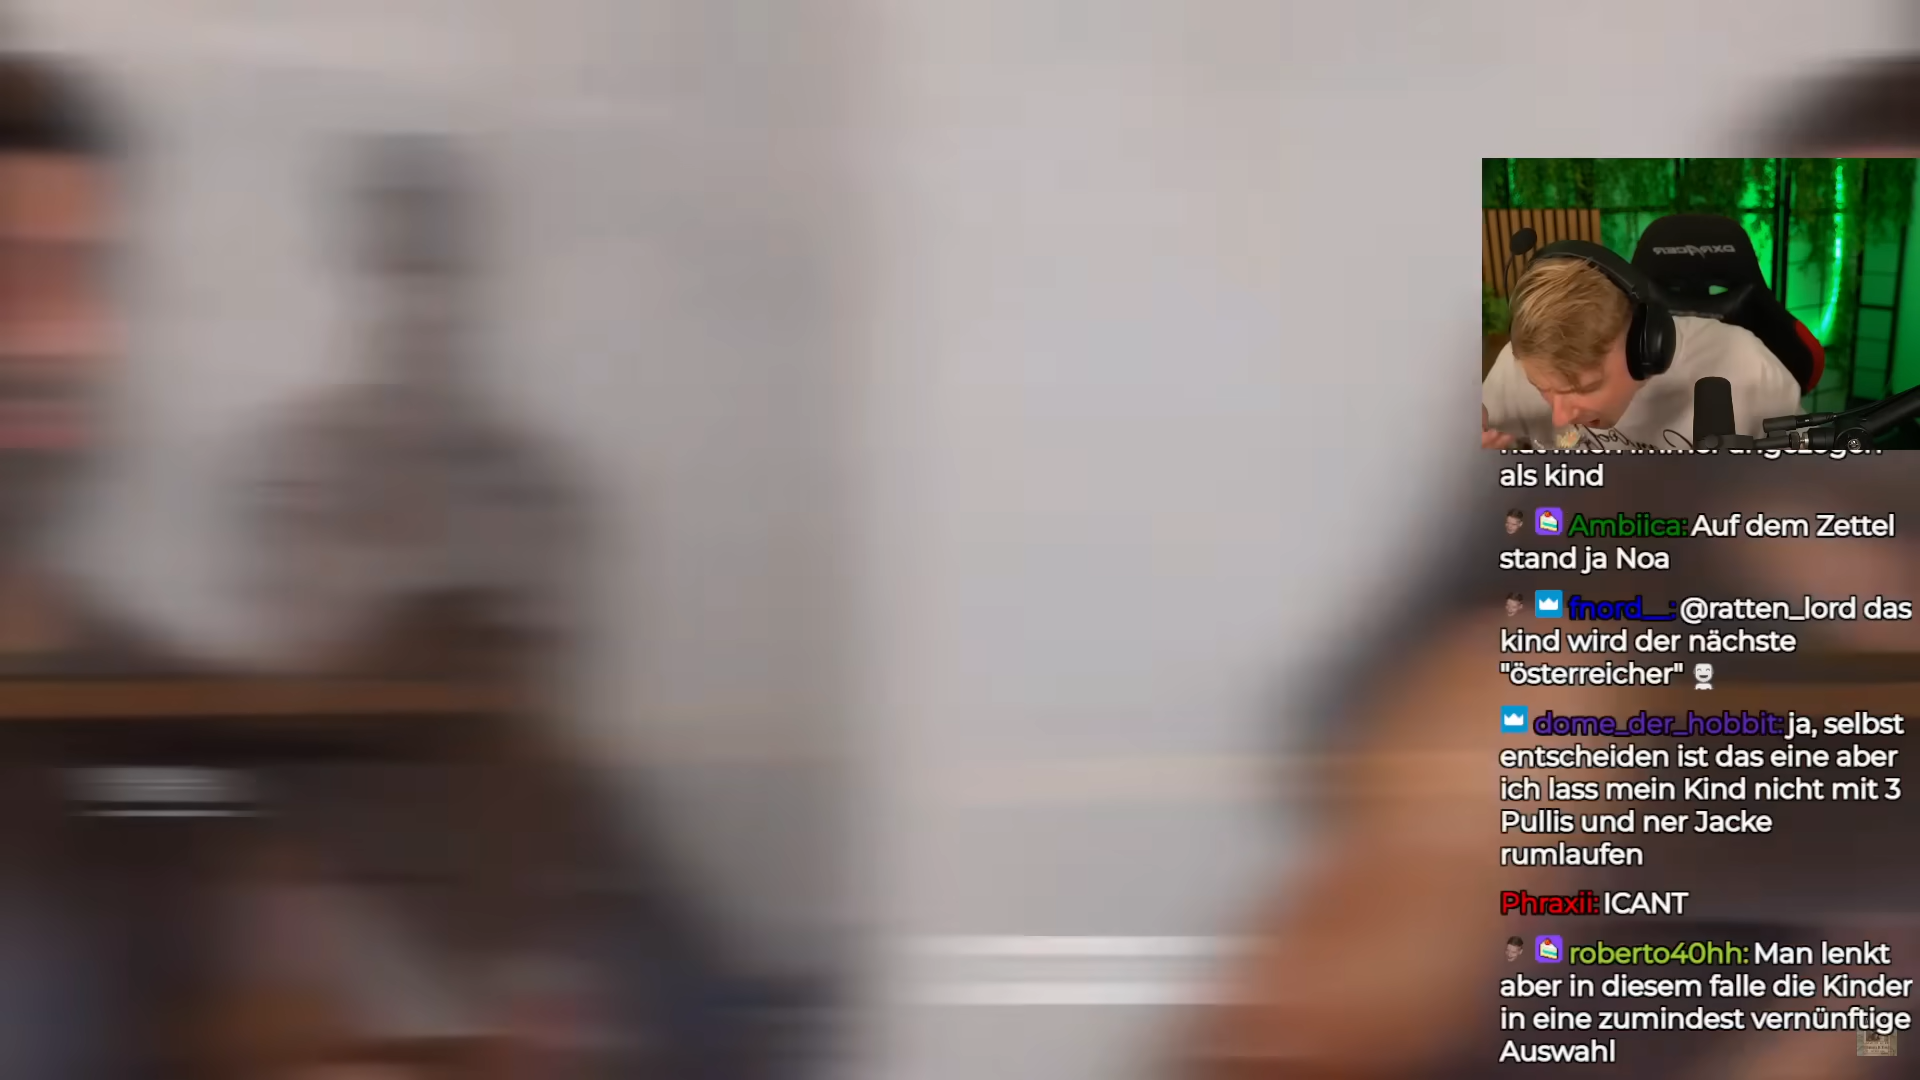 als kind
Ambiica: Auf dem Zettel
stand ja Noa
fnord__: @ratten_lord das
kind wird der nächste
"österreicher"
dome_der_hobbit: ja, selbst
entscheiden ist das eine aber
ich lass mein Kind nicht mit 3
Pullis und ner Jacke
rumlaufen
Phraxii: ICANT
roberto40hh: Man lenkt
aber in diesem falle die Kinder
in eine zumindest vernünftige
Auswahl